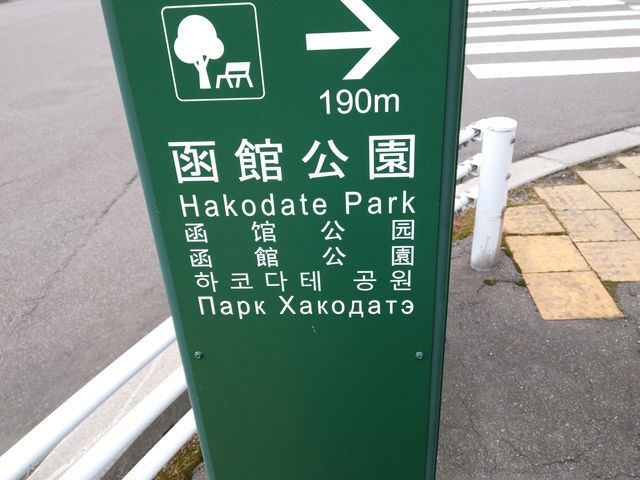 190m
函館公園
Hakodate Park
函馆公园
函館公園
하코다테 공원
Парк Хакодатэ